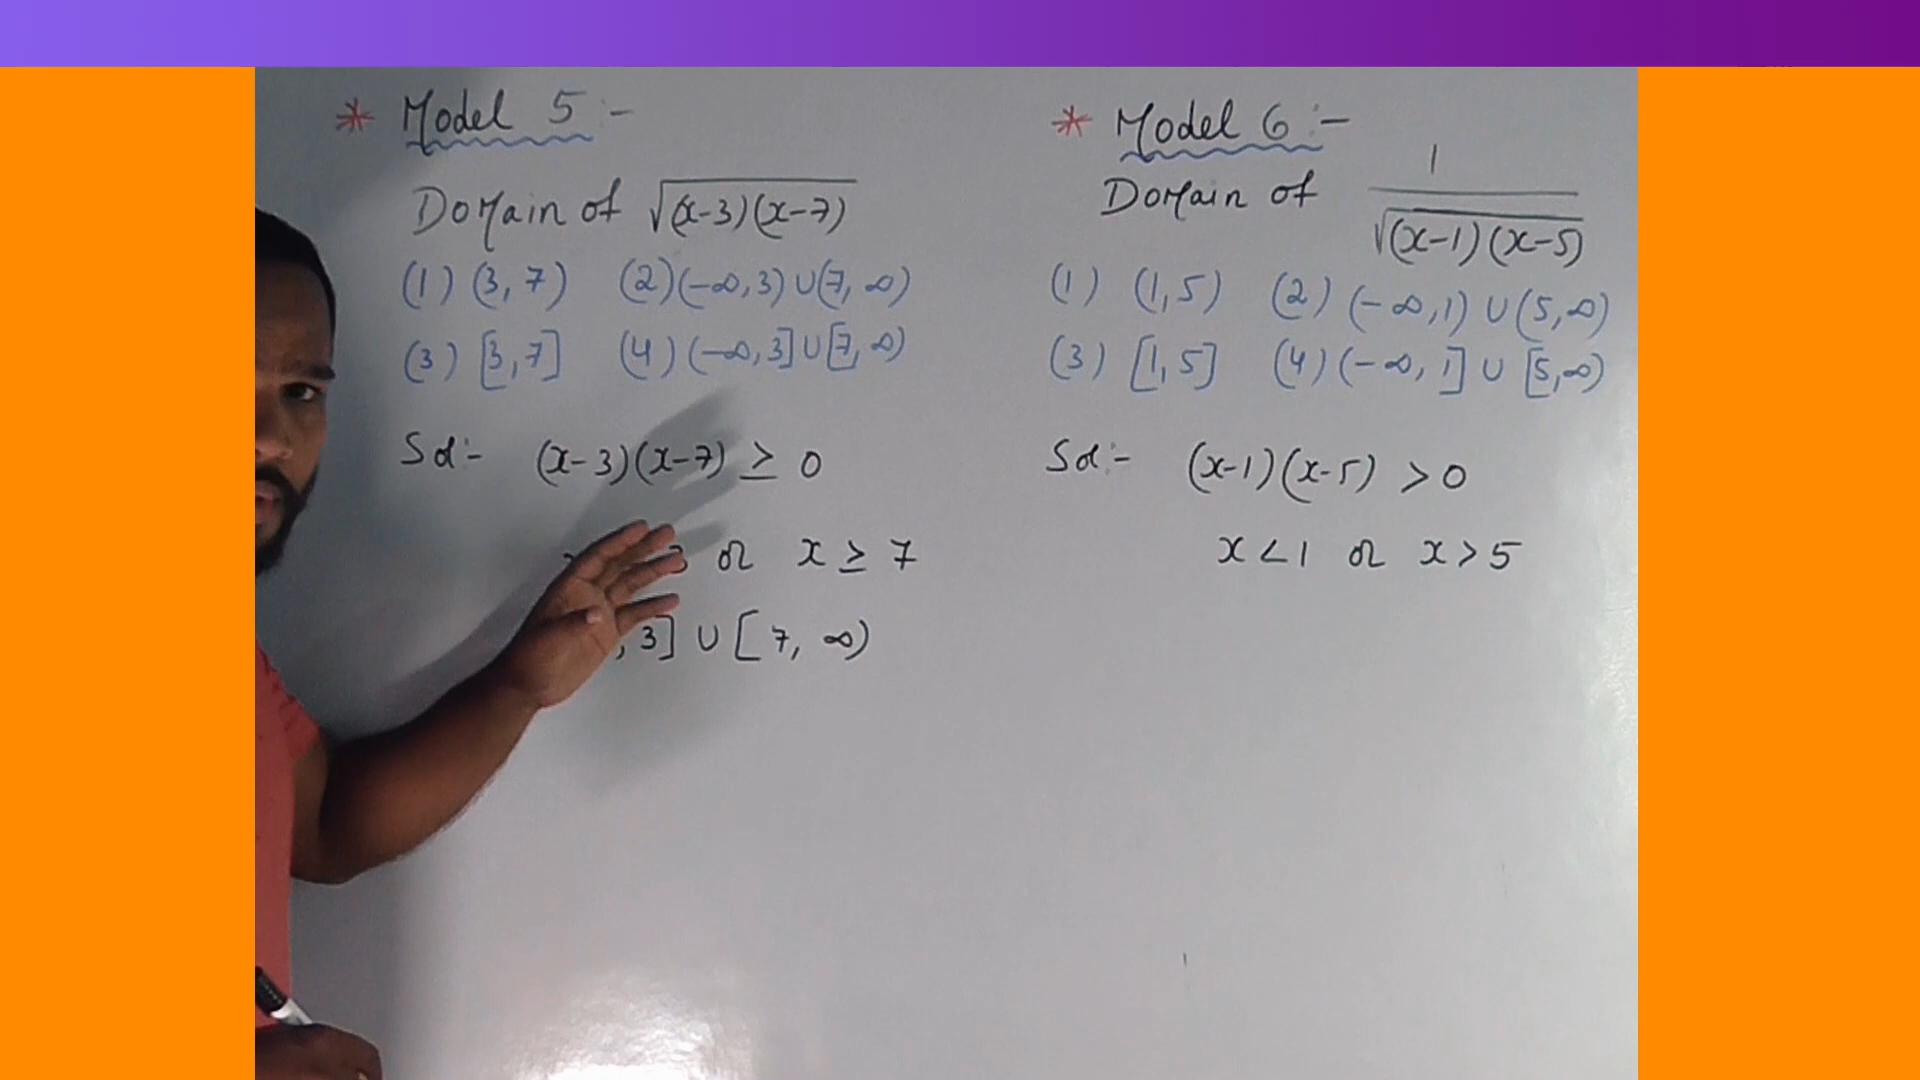 * Model 5 :-
Domain of √(x-3)(x-7)
(1) (3, 7) (2) (-∞, 3) ∪ (7, ∞)
(3) [3, 7] (4) (-∞, 3] ∪ [7, ∞)
Sol:- (x-3)(x-7) ≥ 0
3 or x ≥ 7
, 3] ∪ [7, ∞)
* Model 6 :-
Domain of 1/√(x-1)(x-5)
(1) (1, 5) (2) (-∞, 1) ∪ (5, ∞)
(3) [1, 5] (4) (-∞, 1] ∪ [5, ∞)
Sol:- (x-1)(x-5) > 0
x < 1 or x > 5